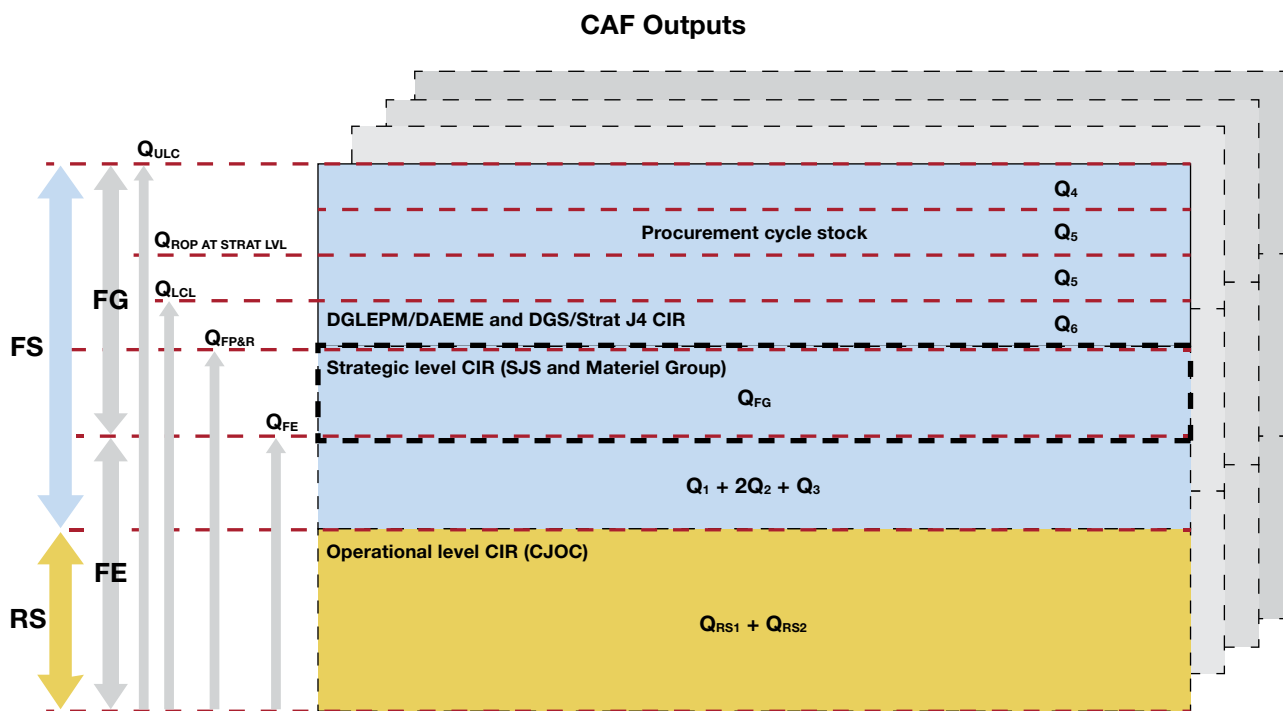 CAF Outputs
QULC
Q4
Procurement cycle stock
Q5
QROP AT STRAT LVL
FG
QLCL
Q5
DGLEPM/DAEME and DGS/Strat J4 CIR
Q6
FS
QFP&R
Strategic level CIR (SJS and Materiel Group)
QFG
QFE
Q1 + 2Q2 + Q3
Operational level CIR (CJOC)
FE
RS
QRS1 + QRS2